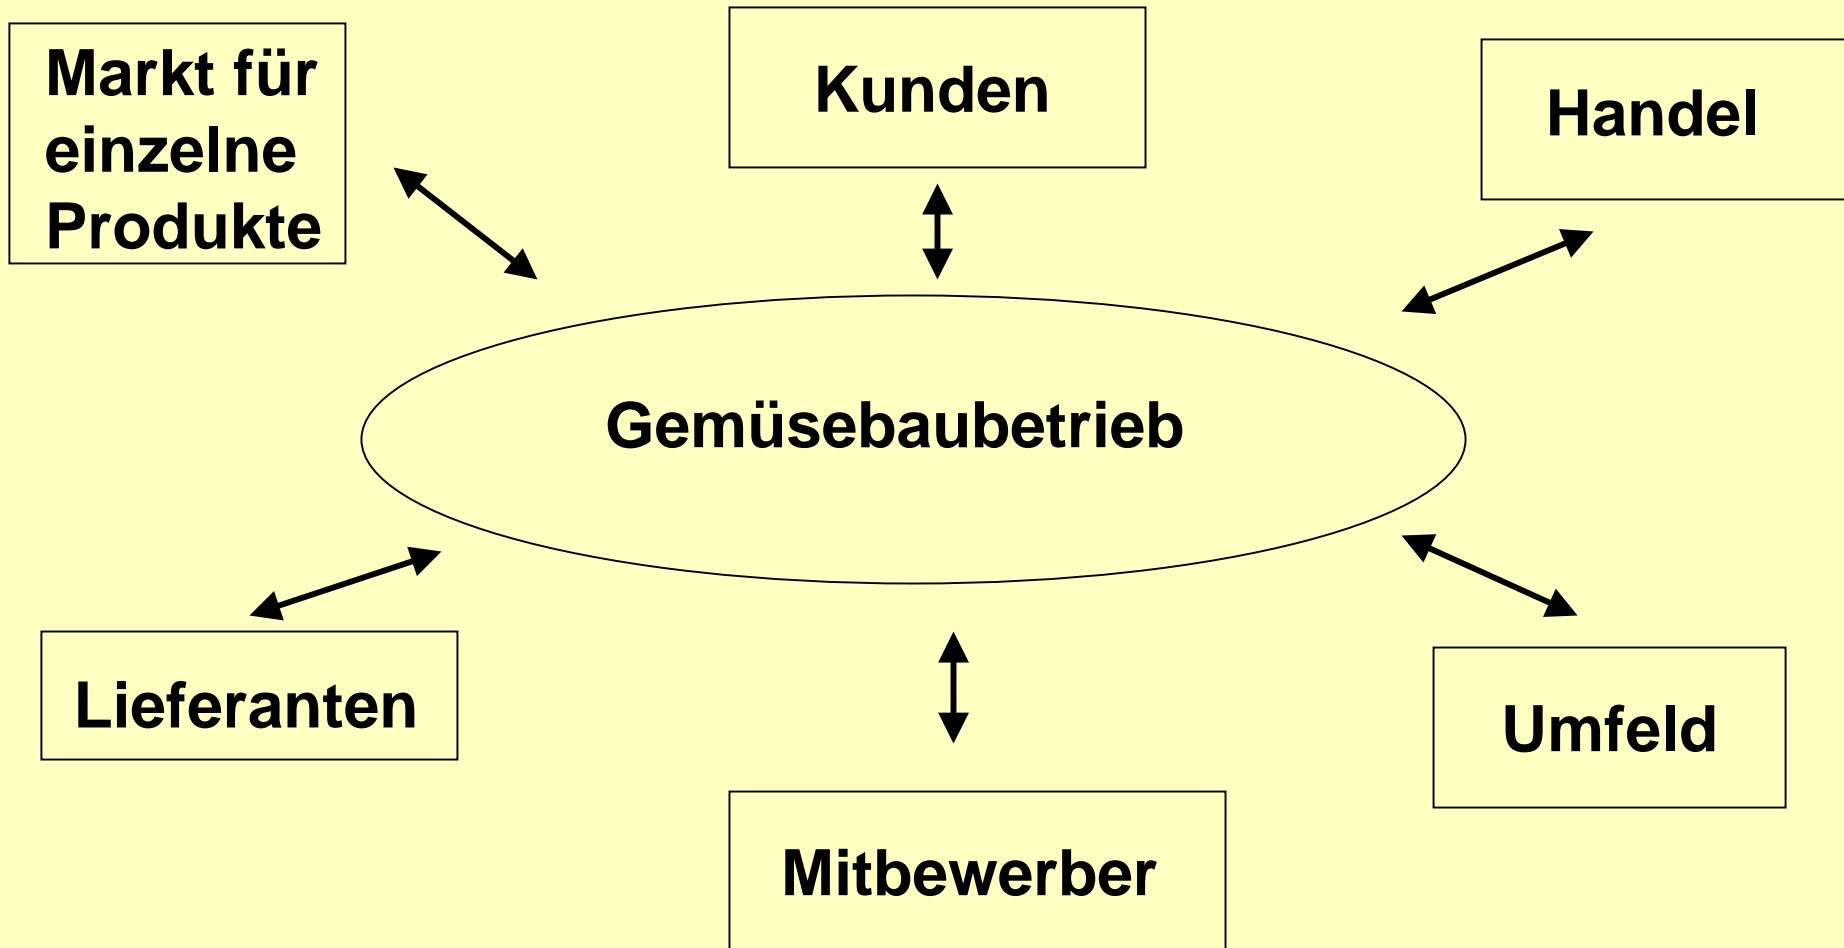 Markt für
einzelne
Produkte
Kunden
Handel
Gemüsebaubetrieb
Lieferanten
Umfeld
Mitbewerber